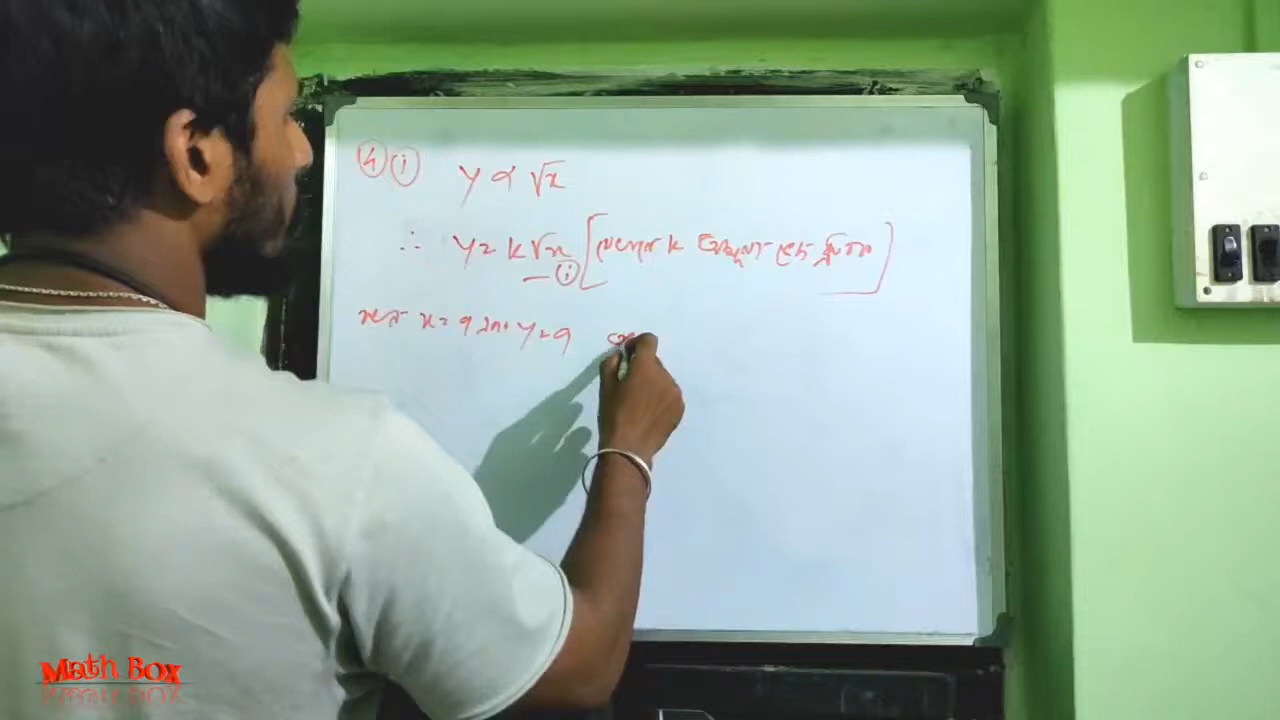 ④ ⓘ y ∝ √x
∴ y = k√x [যেখানে k অশূন্য ভেদ ধ্রুবক]
— ⓘ
যখন x = 9 তখন y = 9
Math Box